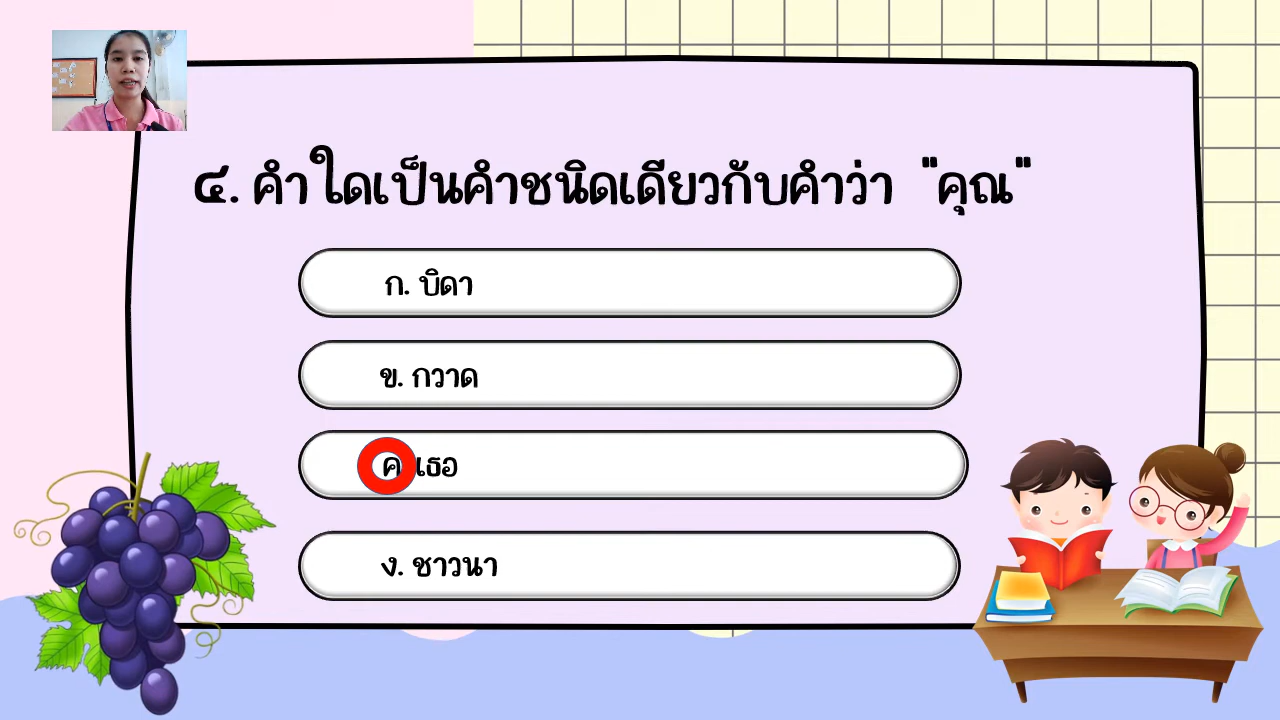 ๔. คำใดเป็นคำชนิดเดียวกับคำว่า "คุณ"
ก. บิดา
ข. กวาด
ค. เธอ
ง. ชาวนา